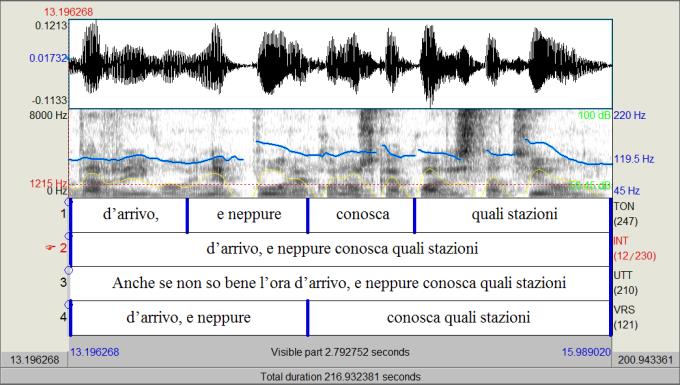 13.196268
0.1213
0.01732
-0.1133
8000 Hz
100 dB
220 Hz
119.5 Hz
1215 Hz
0 Hz
45 Hz
1 d'arrivo, e neppure conosca quali stazioni TON (247)
2 d'arrivo, e neppure conosca quali stazioni INT (12/230)
3 Anche se non so bene l'ora d'arrivo, e neppure conosca quali stazioni UTT (210)
4 d'arrivo, e neppure conosca quali stazioni VRS (121)
13.196268 13.196268 Visible part 2.792752 seconds 15.989020 200.943361
Total duration 216.932381 seconds